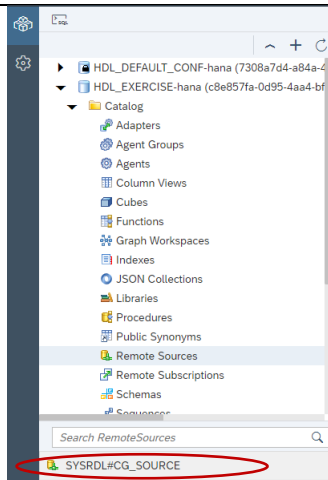 SQL
HDL_DEFAULT_CONF-hana (7308a7d4-a84a-4
HDL_EXERCISE-hana (c8e857fa-0d95-4aa4-bf
Catalog
Adapters
Agent Groups
Agents
Column Views
Cubes
Functions
Graph Workspaces
Indexes
JSON Collections
Libraries
Procedures
Public Synonyms
Remote Sources
Remote Subscriptions
Schemas
Sequences
Search RemoteSources
SYSRDL#CG_SOURCE